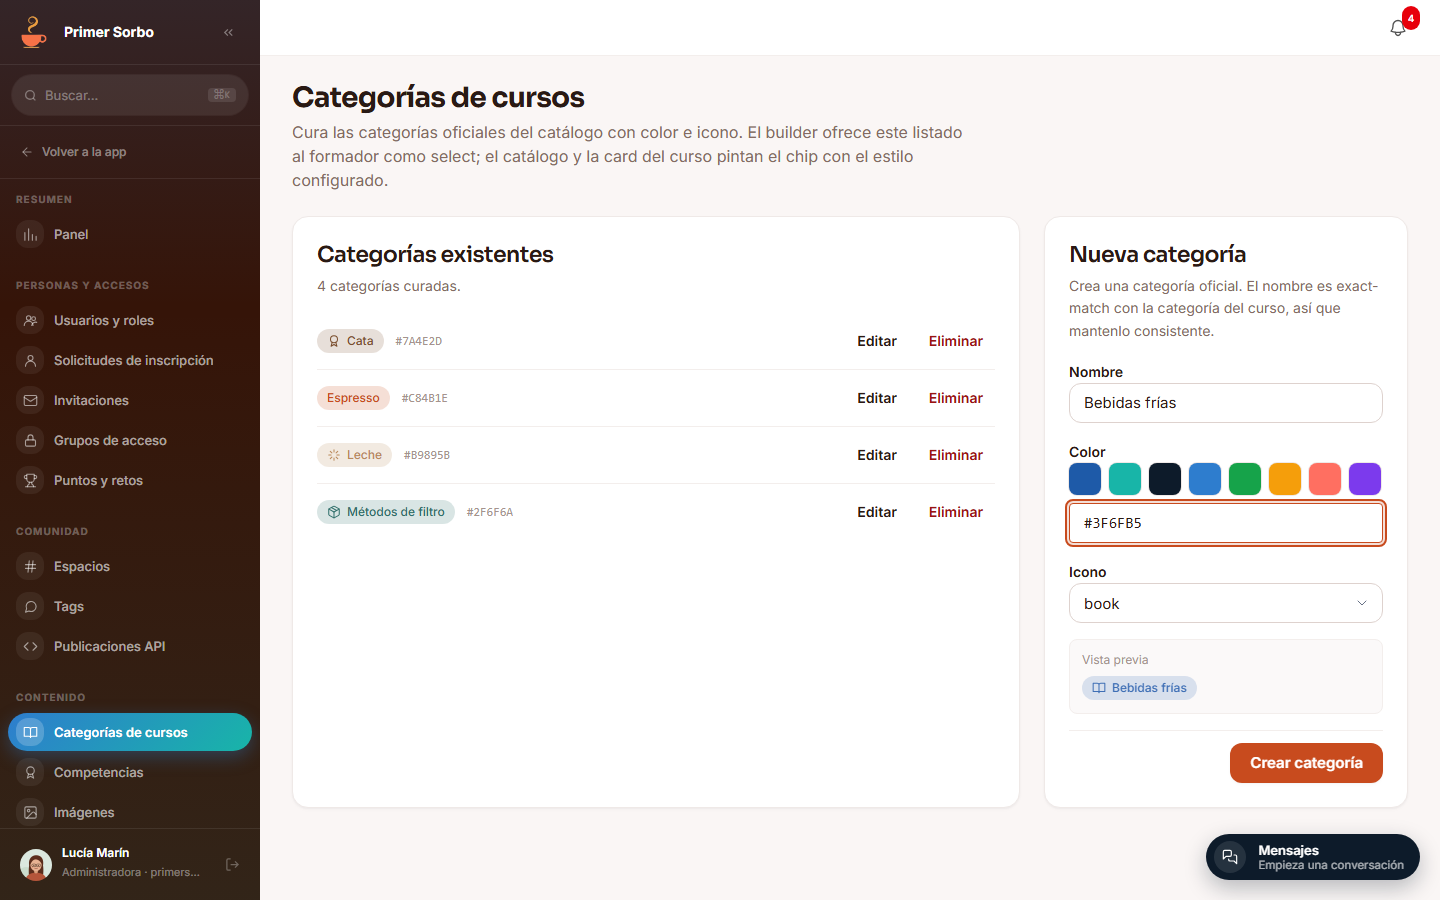 Primer Sorbo
Buscar...
⌘K
Volver a la app
RESUMEN
Panel
PERSONAS Y ACCESOS
Usuarios y roles
Solicitudes de inscripción
Invitaciones
Grupos de acceso
Puntos y retos
COMUNIDAD
Espacios
Tags
Publicaciones API
CONTENIDO
Categorías de cursos
Competencias
Imágenes
Lucía Marín
Administradora · primers...
4
Categorías de cursos
Cura las categorías oficiales del catálogo con color e icono. El builder ofrece este listado
al formador como select; el catálogo y la card del curso pintan el chip con el estilo
configurado.
Categorías existentes
4 categorías curadas.
Cata #7A4E2D Editar Eliminar
Espresso #C84B1E Editar Eliminar
Leche #B9895B Editar Eliminar
Métodos de filtro #2F6F6A Editar Eliminar
Nueva categoría
Crea una categoría oficial. El nombre es exact-
match con la categoría del curso, así que
mantenlo consistente.
Nombre
Bebidas frías
Color
#3F6FB5
Icono
book
Vista previa
Bebidas frías
Crear categoría
Mensajes
Empieza una conversación